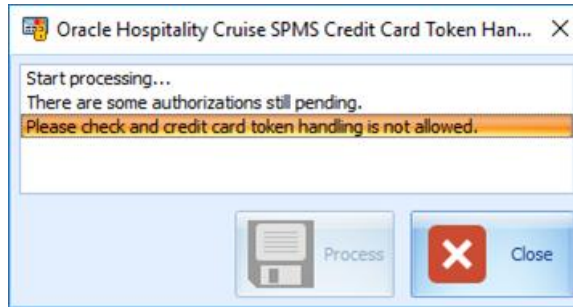 Oracle Hospitality Cruise SPMS Credit Card Token Han...
Start processing...
There are some authorizations still pending.
Please check and credit card token handling is not allowed.
Process
Close